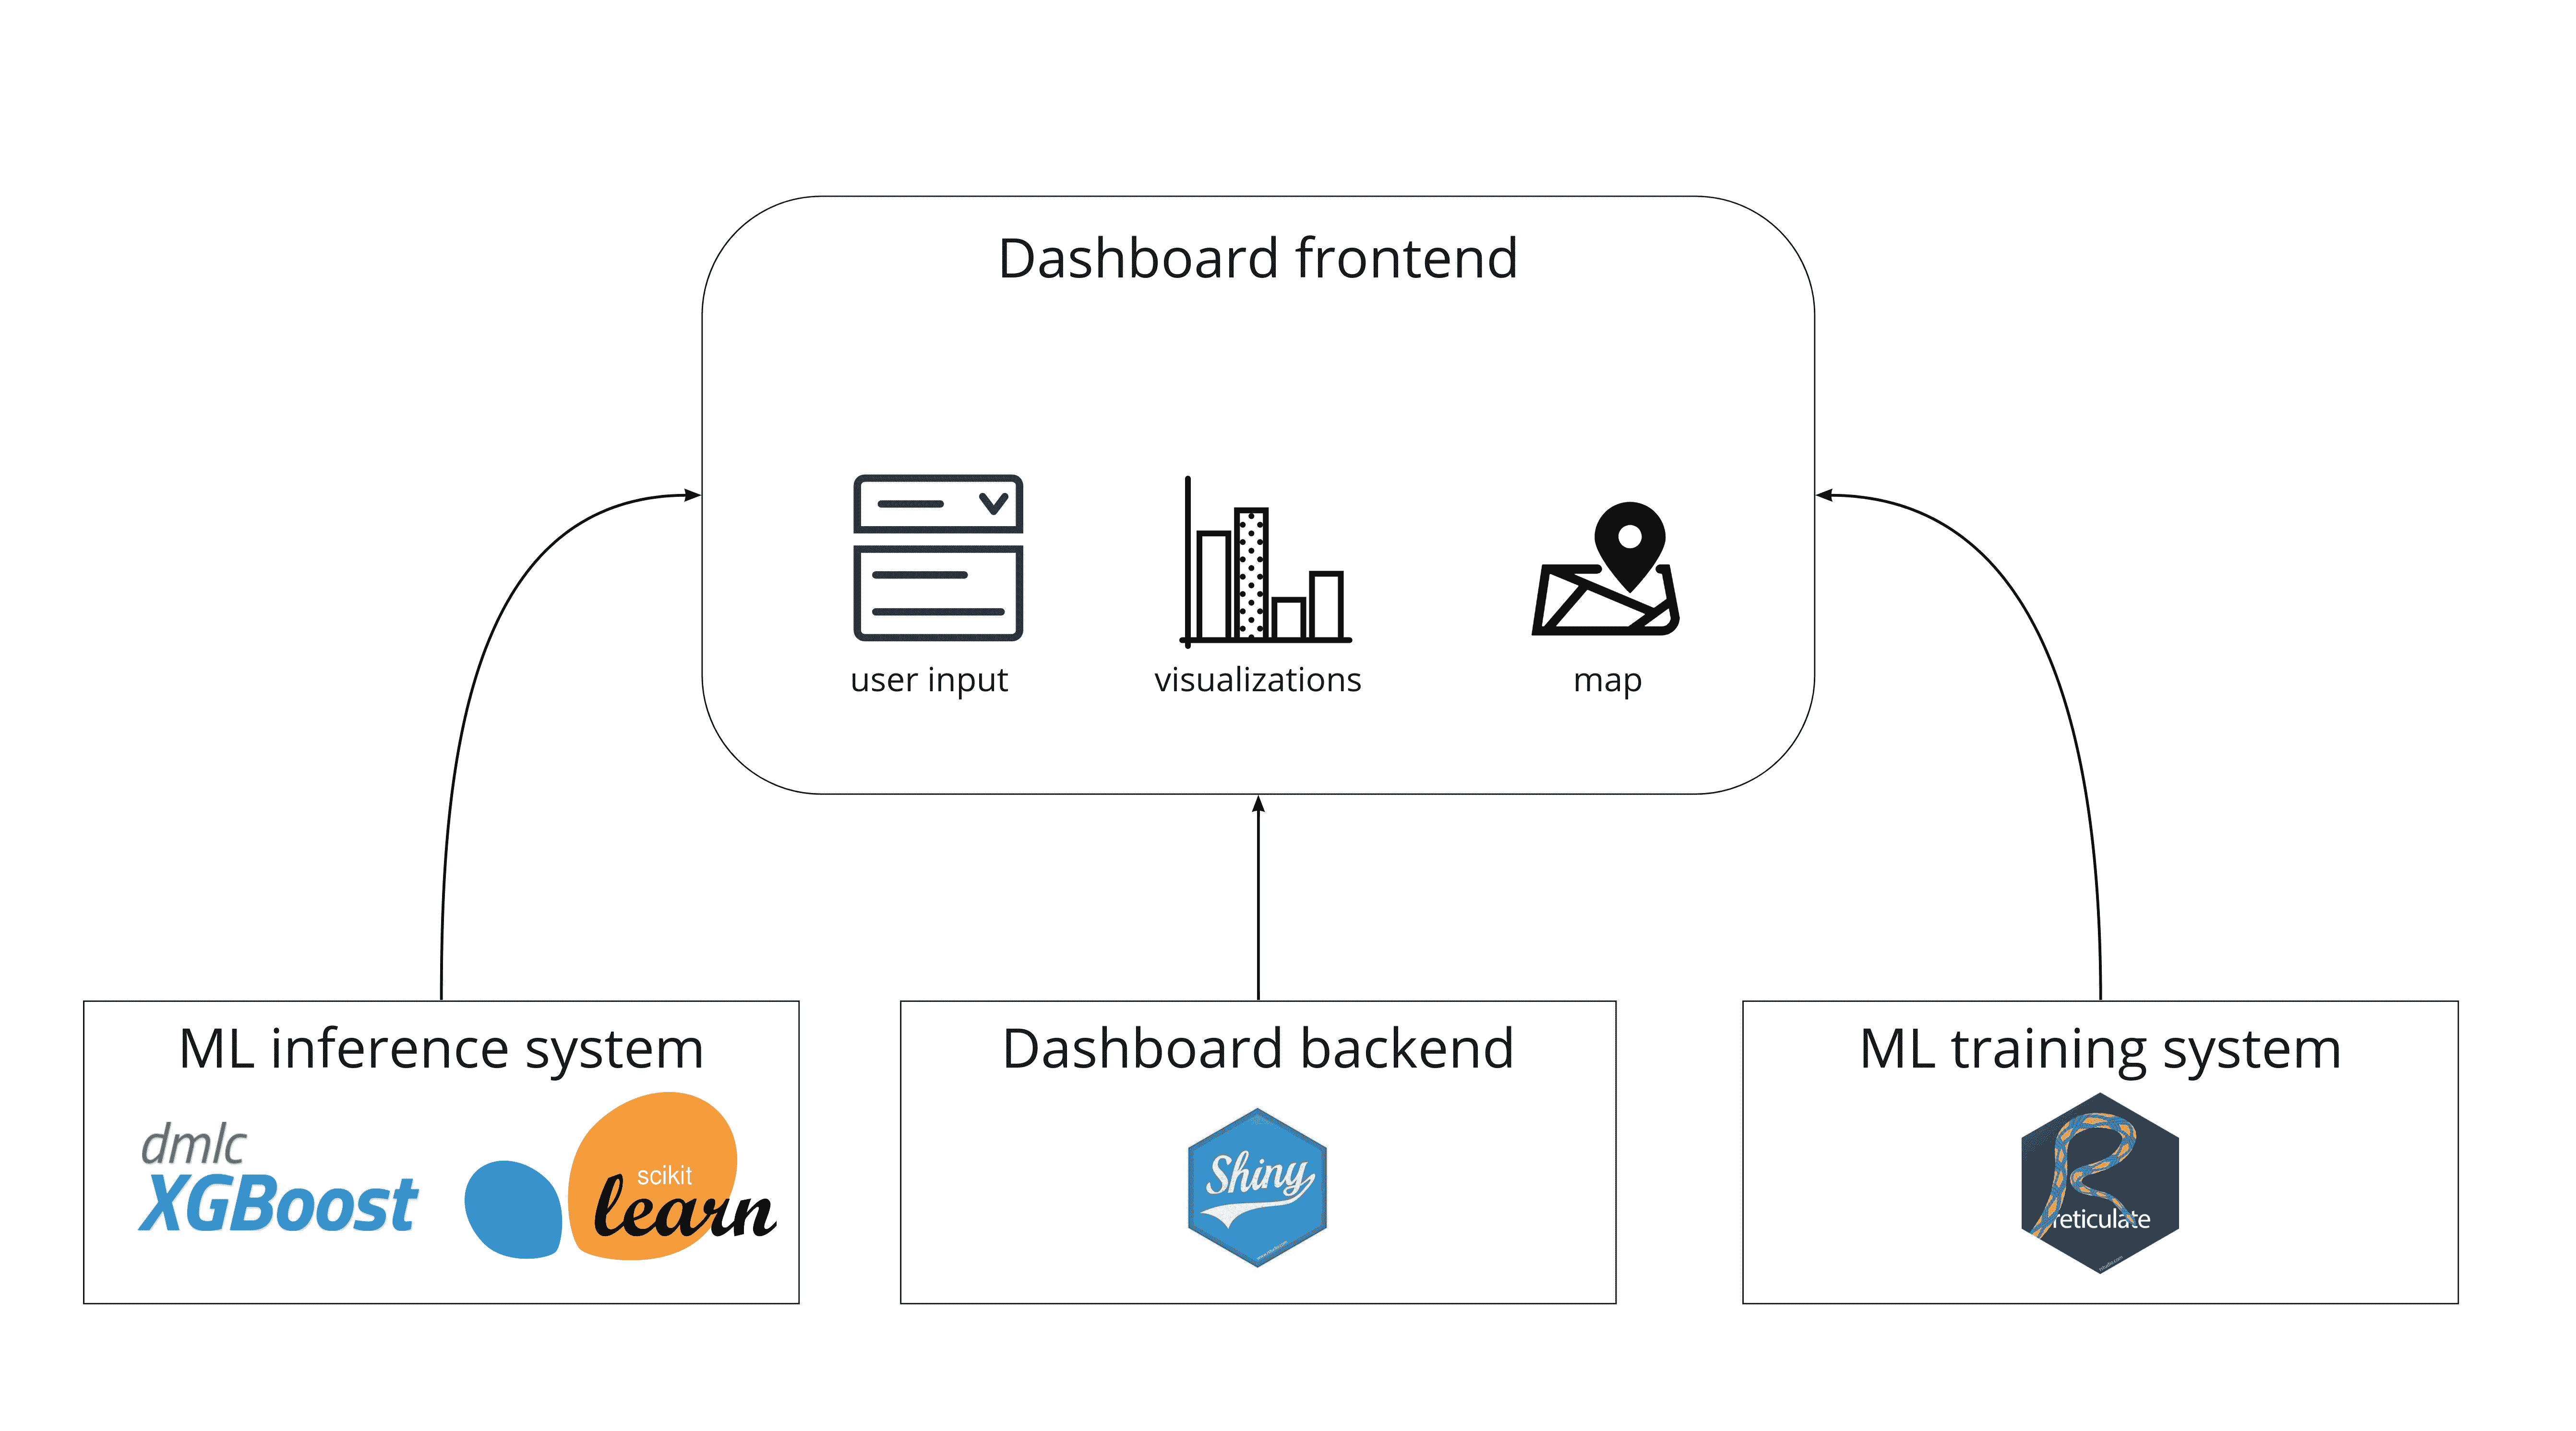 Dashboard frontend
user input
visualizations
map
ML inference system
dmlc
XGBoost
scikit
learn
Dashboard backend
Shiny
ML training system
reticulate